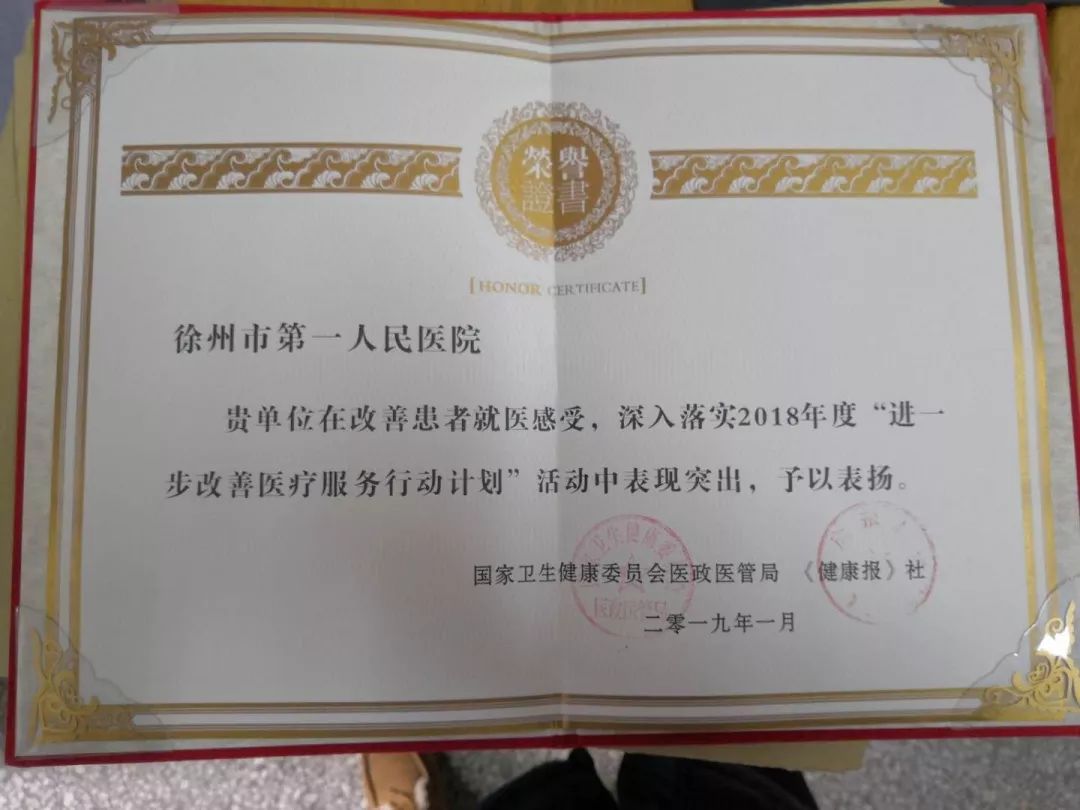 榮譽
證書
[HONOR CERTIFICATE]
徐州市第一人民医院
贵单位在改善患者就医感受，深入落实2018年度“进一
步改善医疗服务行动计划”活动中表现突出，予以表扬。
国家卫生健康委员会医政医管局 《健康报》社
二零一九年一月